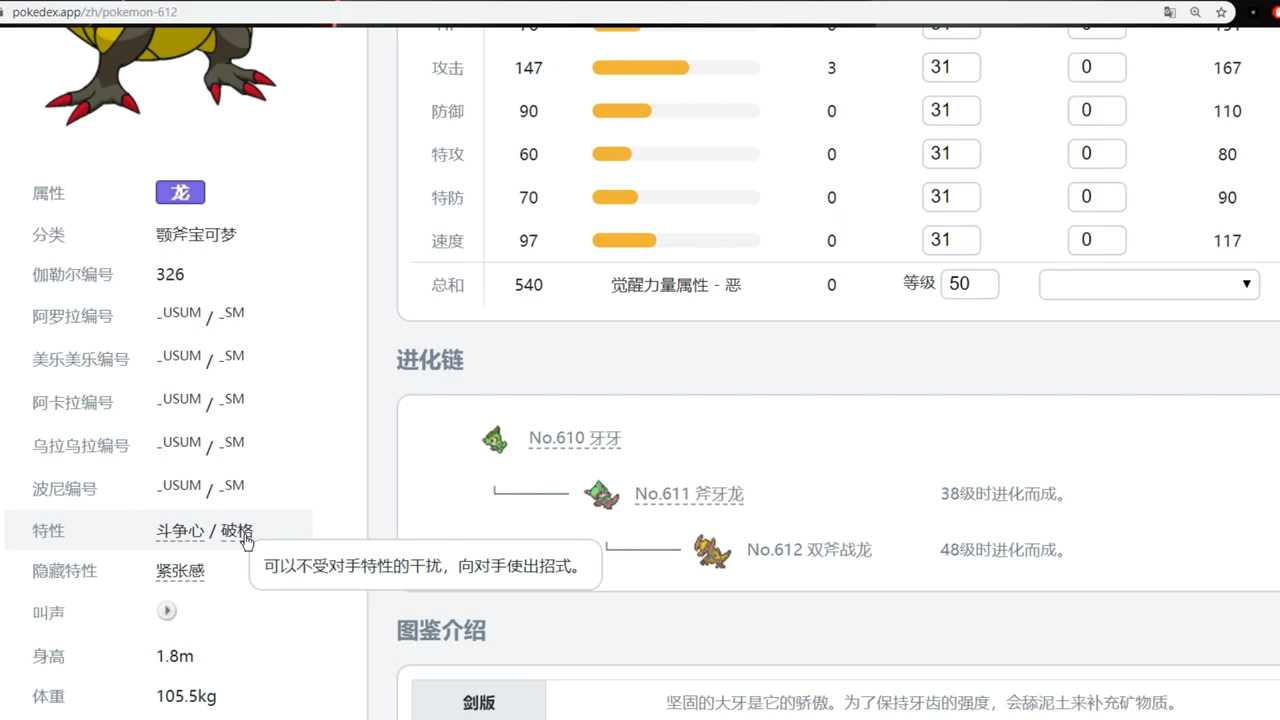 pokedex.app/zh/pokemon-612
攻击 147 3 31 0 167
防御 90 0 31 0 110
特攻 60 0 31 0 80
特防 70 0 31 0 90
速度 97 0 31 0 117
总和 540 觉醒力量属性 - 恶 0 等级 50
属性 龙
分类 颚斧宝可梦
伽勒尔编号 326
阿罗拉编号 -USUM / -SM
美乐美乐编号 -USUM / -SM
阿卡拉编号 -USUM / -SM
乌拉乌拉编号 -USUM / -SM
波尼编号 -USUM / -SM
特性 斗争心 / 破格
可以不受对手特性的干扰，向对手使出招式。
隐藏特性 紧张感
叫声
身高 1.8m
体重 105.5kg
进化链
No.610 牙牙
No.611 斧牙龙 38级时进化而成。
No.612 双斧战龙 48级时进化而成。
图鉴介绍
剑版 坚固的大牙是它的骄傲。为了保持牙齿的强度，会舔泥土来补充矿物质。